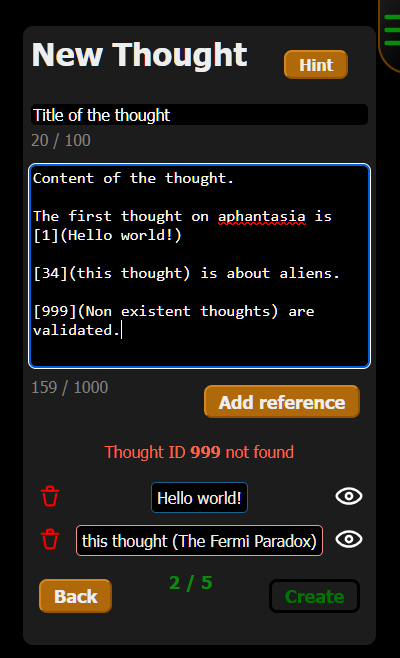 New Thought
Hint
Title of the thought
20 / 100
Content of the thought.
The first thought on aphantasia is
[1](Hello world!)
[34](this thought) is about aliens.
[999](Non existent thoughts) are
validated.
159 / 1000
Add reference
Thought ID 999 not found
Hello world!
this thought (The Fermi Paradox)
Back
2 / 5
Create